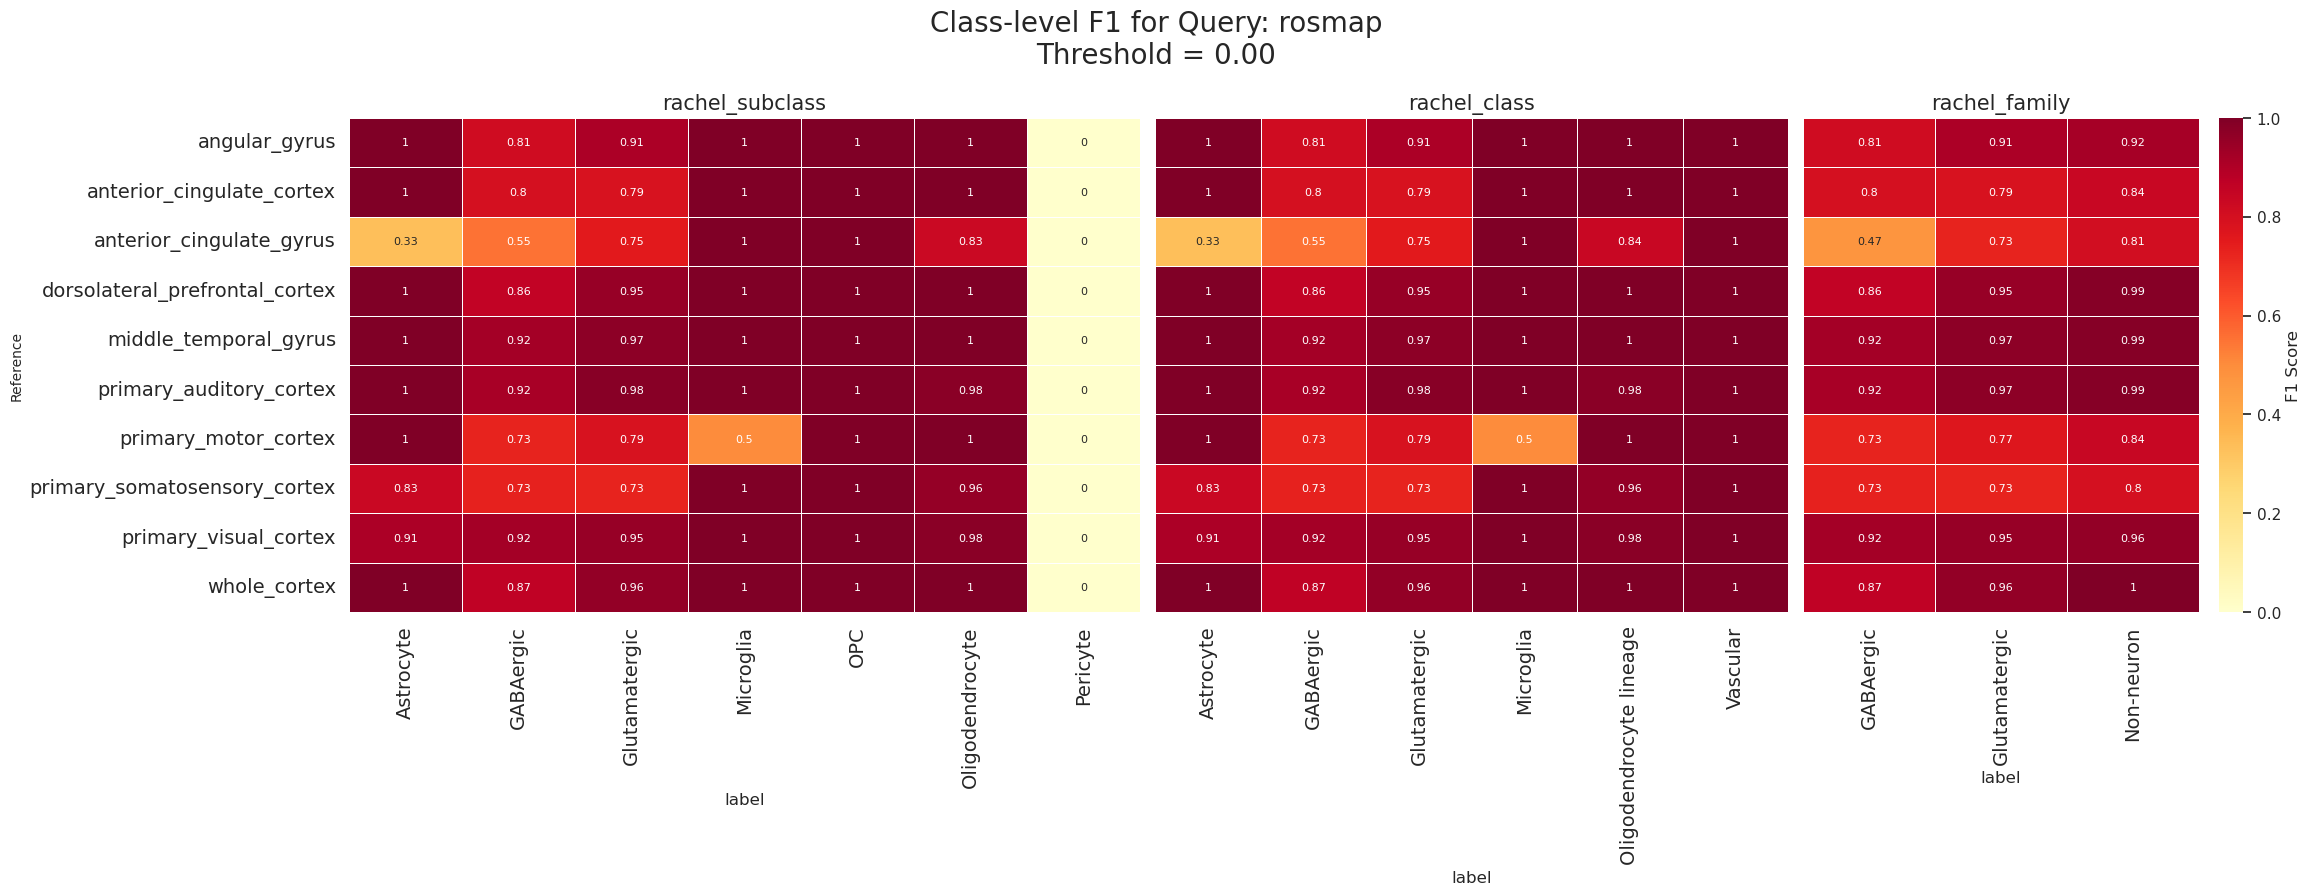 Class-level F1 for Query: rosmap
Threshold = 0.00
rachel_subclass rachel_class rachel_family
angular_gyrus 1 0.81 0.91 1 1 1 0 1 0.81 0.91 1 1 1 0.81 0.91 0.92
anterior_cingulate_cortex 1 0.8 0.79 1 1 1 0 1 0.8 0.79 1 1 1 0.8 0.79 0.84
anterior_cingulate_gyrus 0.33 0.55 0.75 1 1 0.83 0 0.33 0.55 0.75 1 0.84 1 0.47 0.73 0.81
dorsolateral_prefrontal_cortex 1 0.86 0.95 1 1 1 0 1 0.86 0.95 1 1 1 0.86 0.95 0.99
middle_temporal_gyrus 1 0.92 0.97 1 1 1 0 1 0.92 0.97 1 1 1 0.92 0.97 0.99
primary_auditory_cortex 1 0.92 0.98 1 1 0.98 0 1 0.92 0.98 1 0.98 1 0.92 0.97 0.99
primary_motor_cortex 1 0.73 0.79 0.5 1 1 0 1 0.73 0.79 0.5 1 1 0.73 0.77 0.84
primary_somatosensory_cortex 0.83 0.73 0.73 1 1 0.96 0 0.83 0.73 0.73 1 0.96 1 0.73 0.73 0.8
primary_visual_cortex 0.91 0.92 0.95 1 1 0.98 0 0.91 0.92 0.95 1 0.98 1 0.92 0.95 0.96
whole_cortex 1 0.87 0.96 1 1 1 0 1 0.87 0.96 1 1 1 0.87 0.96 1
Reference
Astrocyte GABAergic Glutamatergic Microglia OPC Oligodendrocyte Pericyte
label
Astrocyte GABAergic Glutamatergic Microglia Oligodendrocyte lineage Vascular
label
GABAergic Glutamatergic Non-neuron
label
1.0
0.8
0.6
0.4
0.2
0.0
F1 Score